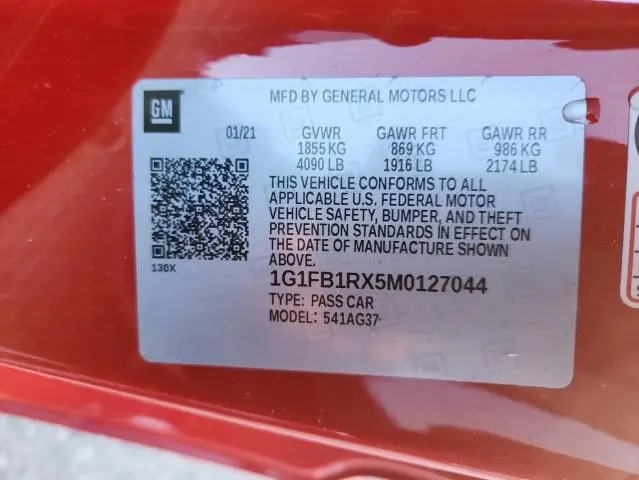 GM
MFD BY GENERAL MOTORS LLC
01/21 GVWR GAWR FRT GAWR RR
1855 KG 869 KG 986 KG
4090 LB 1916 LB 2174 LB
THIS VEHICLE CONFORMS TO ALL
APPLICABLE U.S. FEDERAL MOTOR
VEHICLE SAFETY, BUMPER, AND THEFT
PREVENTION STANDARDS IN EFFECT ON
THE DATE OF MANUFACTURE SHOWN
ABOVE.
130X
1G1FB1RX5M0127044
TYPE: PASS CAR
MODEL: 541AG37